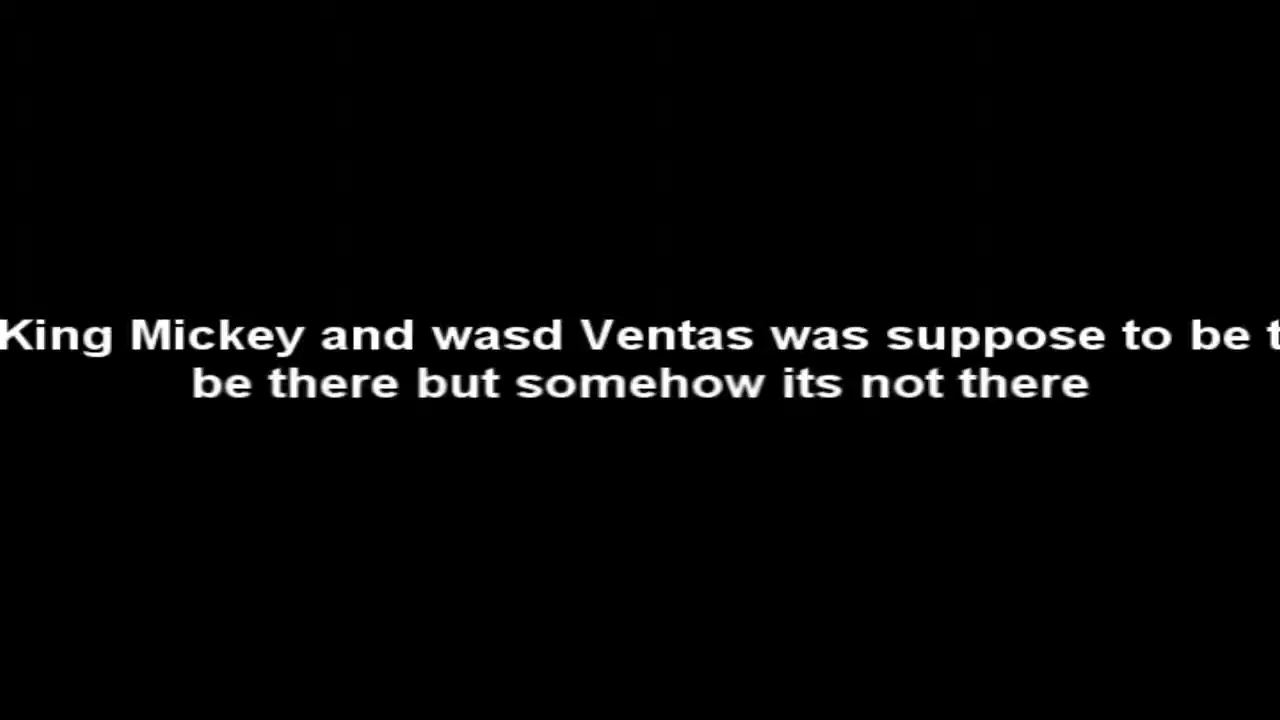 King Mickey and wasd Ventas was suppose to be t
be there but somehow its not there